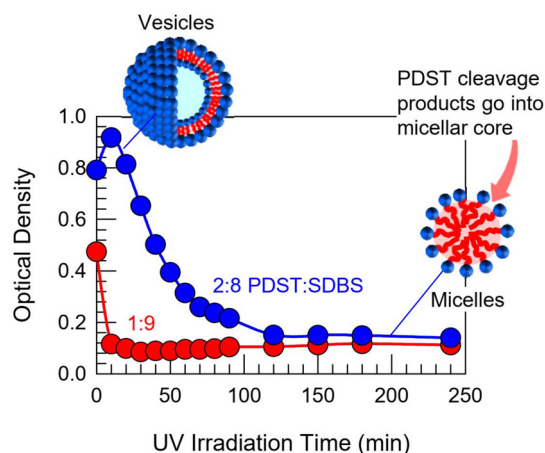 Vesicles
PDST cleavage
products go into
micellar core
1.0
0.8
0.6
0.4
0.2
0.0
Optical Density
2:8 PDST:SDBS
1:9
Micelles
0
50
100
150
200
250
UV Irradiation Time (min)